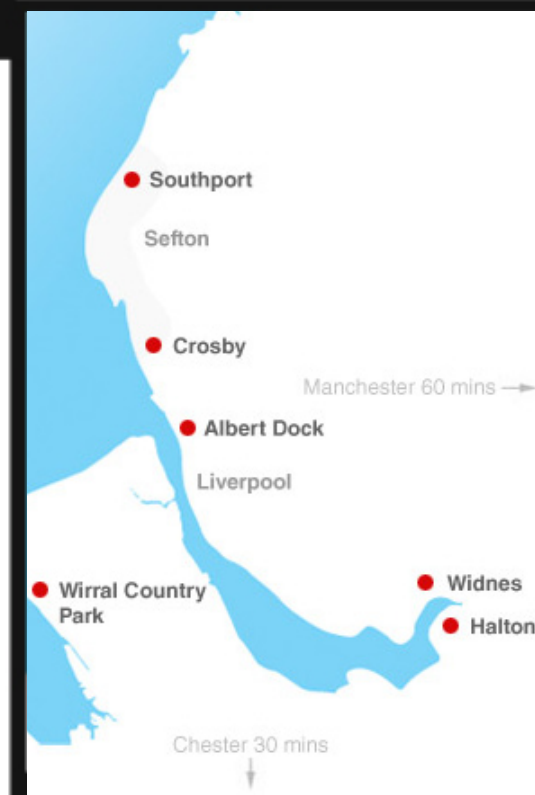 Southport
Sefton
Crosby
Manchester 60 mins
Albert Dock
Liverpool
Widnes
Wirral Country
Park
Halton
Chester 30 mins